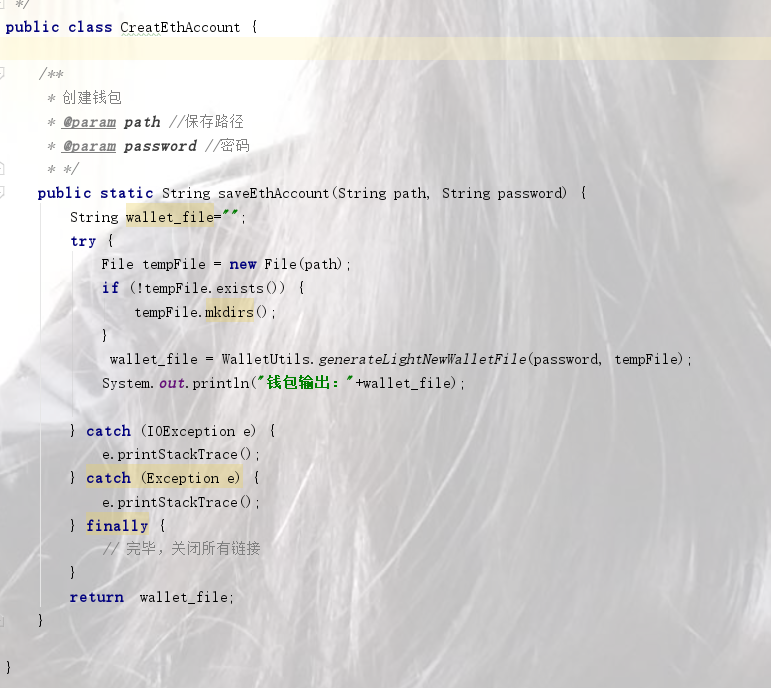 */
public class CreatEthAccount {
/**
* 创建钱包
* @param path //保存路径
* @param password //密码
* */
public static String saveEthAccount(String path, String password) {
String wallet_file="";
try {
File tempFile = new File(path);
if (!tempFile.exists()) {
tempFile.mkdirs();
}
wallet_file = WalletUtils.generateLightNewWalletFile(password, tempFile);
System.out.println("钱包输出："+wallet_file);
} catch (IOException e) {
e.printStackTrace();
} catch (Exception e) {
e.printStackTrace();
} finally {
// 完毕，关闭所有链接
}
return  wallet_file;
}
}